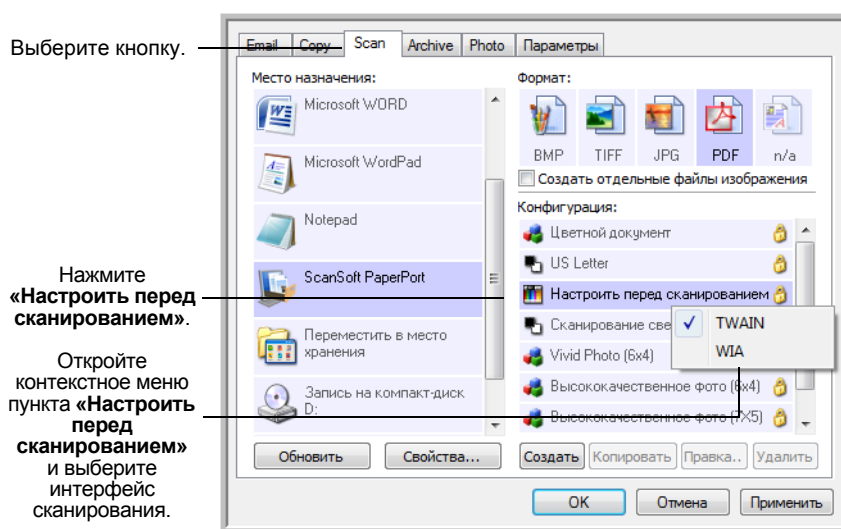 Выберите кнопку.
Нажмите
«Настроить перед
сканированием».
Откройте
контекстное меню
пункта «Настроить
перед
сканированием»
и выберите
интерфейс
сканирования.
Email Copy Scan Archive Photo Параметры
Место назначения:
Microsoft WORD
Microsoft WordPad
Notepad
ScanSoft PaperPort
Переместить в место
хранения
Запись на компакт-диск
D:
Обновить Свойства...
Формат:
BMP TIFF JPG PDF n/a
Создать отдельные файлы изображения
Конфигурация:
Цветной документ
US Letter
Настроить перед сканированием
Сканирование све
Vivid Photo (6x4)
Высококачественное фото (6x4)
Высококачественное фото (7X5)
TWAIN
WIA
Создать Копировать Правка.. Удалить
OK Отмена Применить